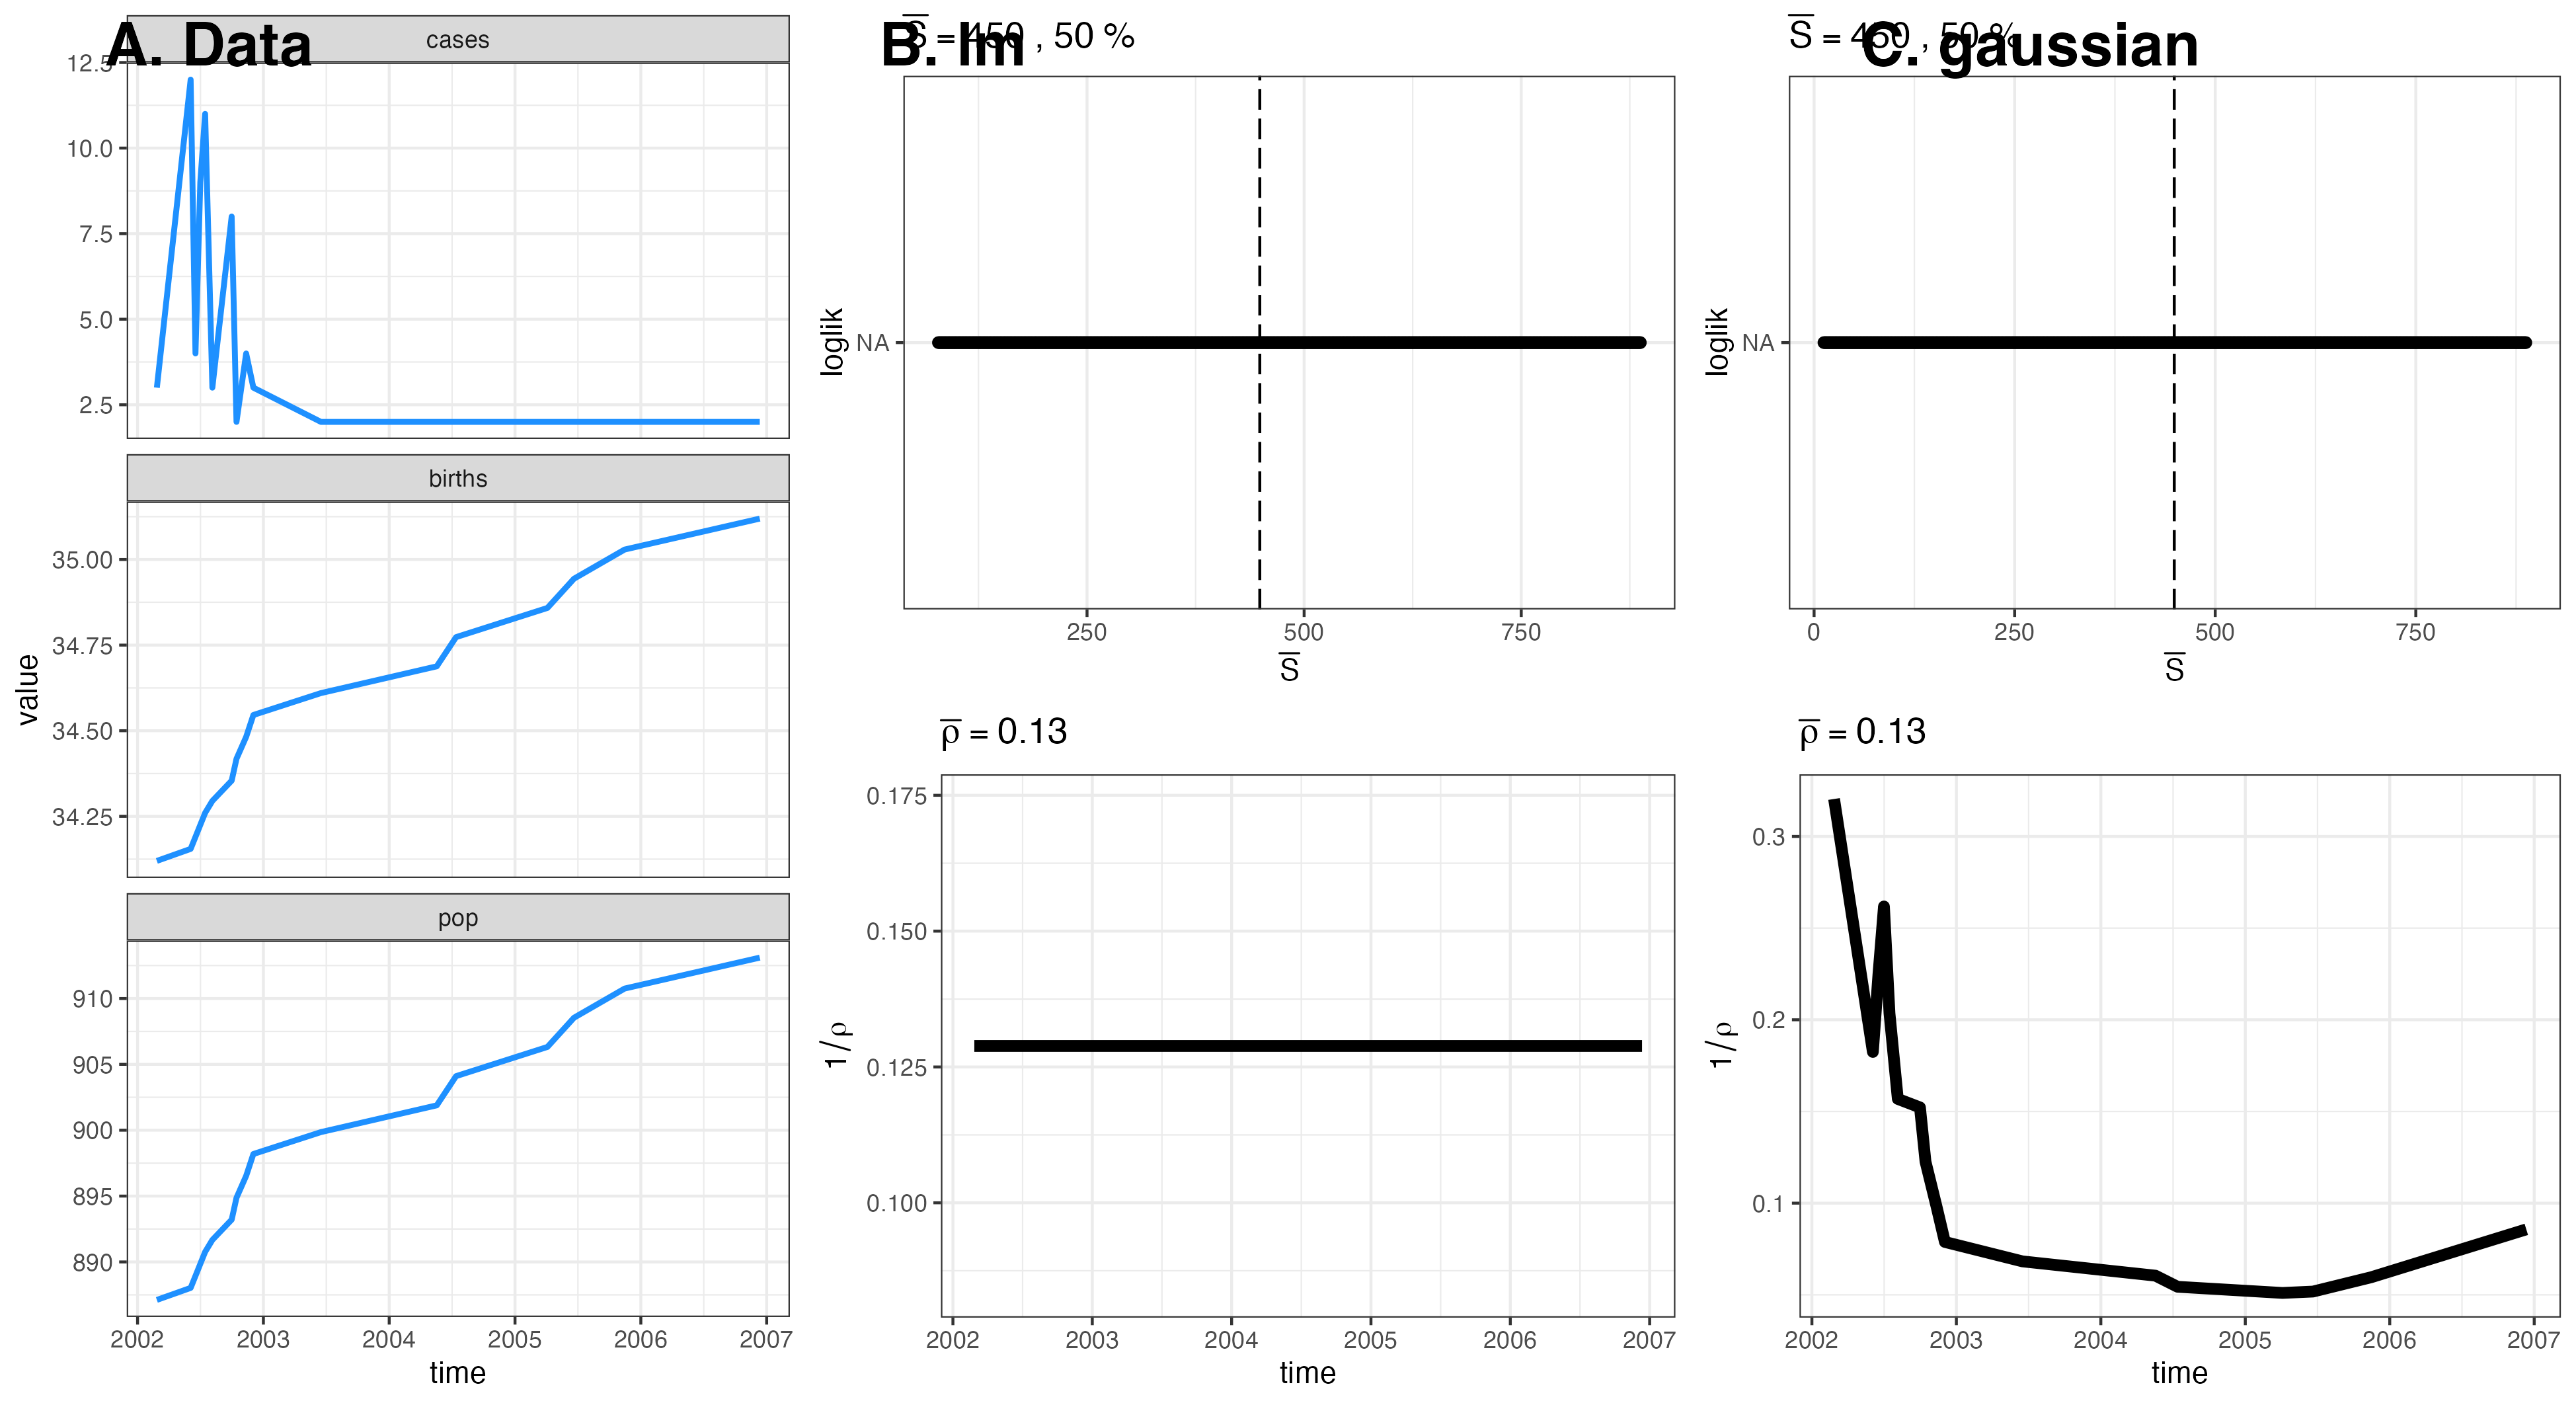 A. Data
cases
12.5
10.0
7.5
5.0
2.5
births
35.00
34.75
34.50
34.25
value
pop
910
905
900
895
890
2002 2003 2004 2005 2006 2007
time
B. lm
S̅ = 450 , 50 %
loglik
NA
250 500 750
S̅
ρ̅ = 0.13
0.175
0.150
0.125
0.100
1/ρ
2002 2003 2004 2005 2006 2007
time
C. gaussian
S̅ = 450 , 50 %
loglik
NA
0 250 500 750
S̅
ρ̅ = 0.13
0.3
0.2
0.1
1/ρ
2002 2003 2004 2005 2006 2007
time